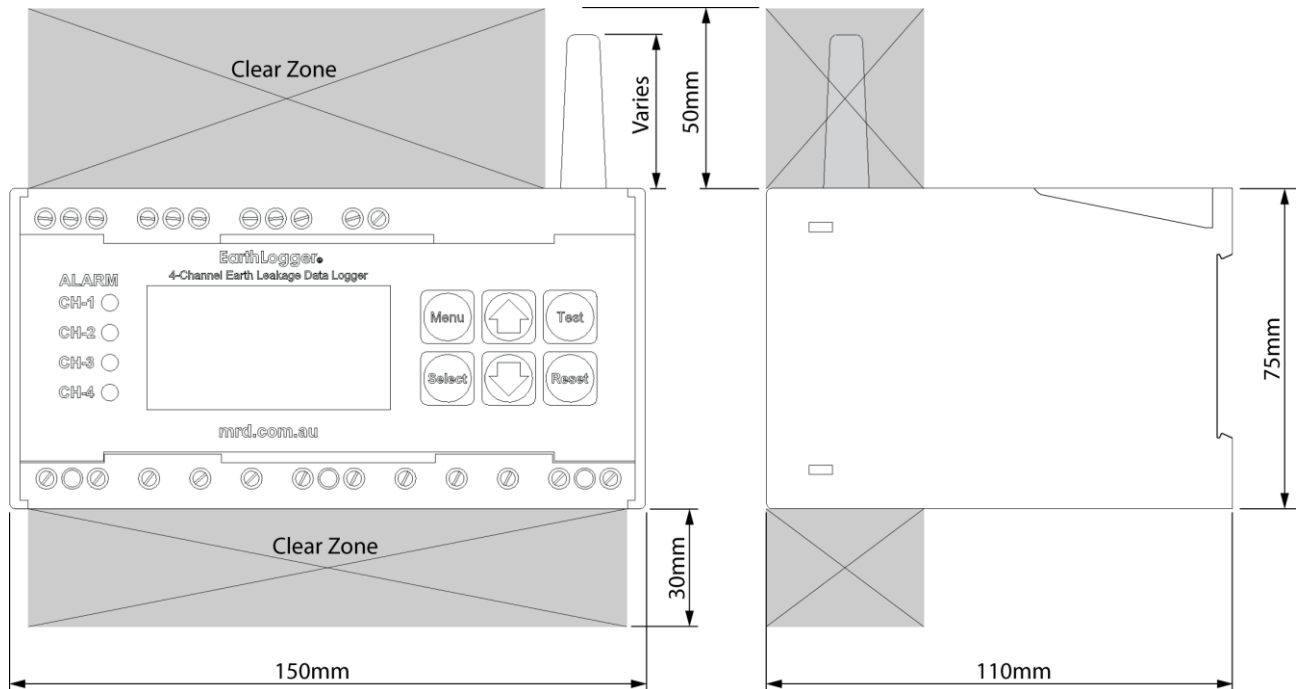 Clear Zone
Varies
50mm
EarthLogger®
4-Channel Earth Leakage Data Logger
ALARM
CH-1
CH-2
CH-3
CH-4
Menu
Test
Select
Reset
mrd.com.au
75mm
Clear Zone
30mm
150mm
110mm